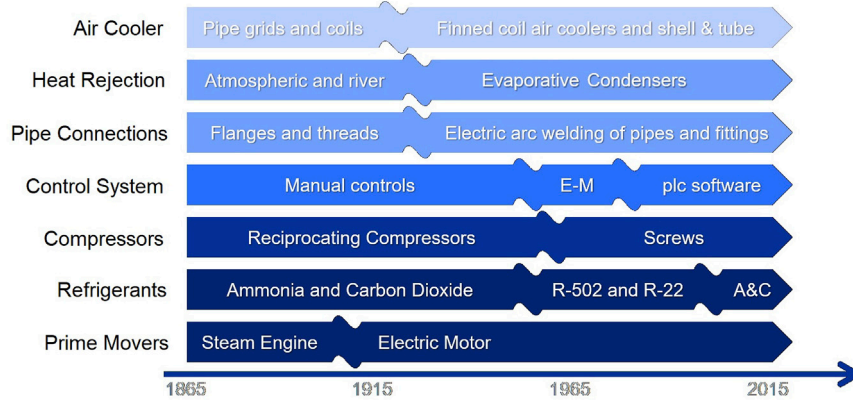 Air Cooler Pipe grids and coils Finned coil air coolers and shell & tube
Heat Rejection Atmospheric and river Evaporative Condensers
Pipe Connections Flanges and threads Electric arc welding of pipes and fittings
Control System Manual controls E-M plc software
Compressors Reciprocating Compressors Screws
Refrigerants Ammonia and Carbon Dioxide R-502 and R-22 A&C
Prime Movers Steam Engine Electric Motor
1865 1915 1965 2015